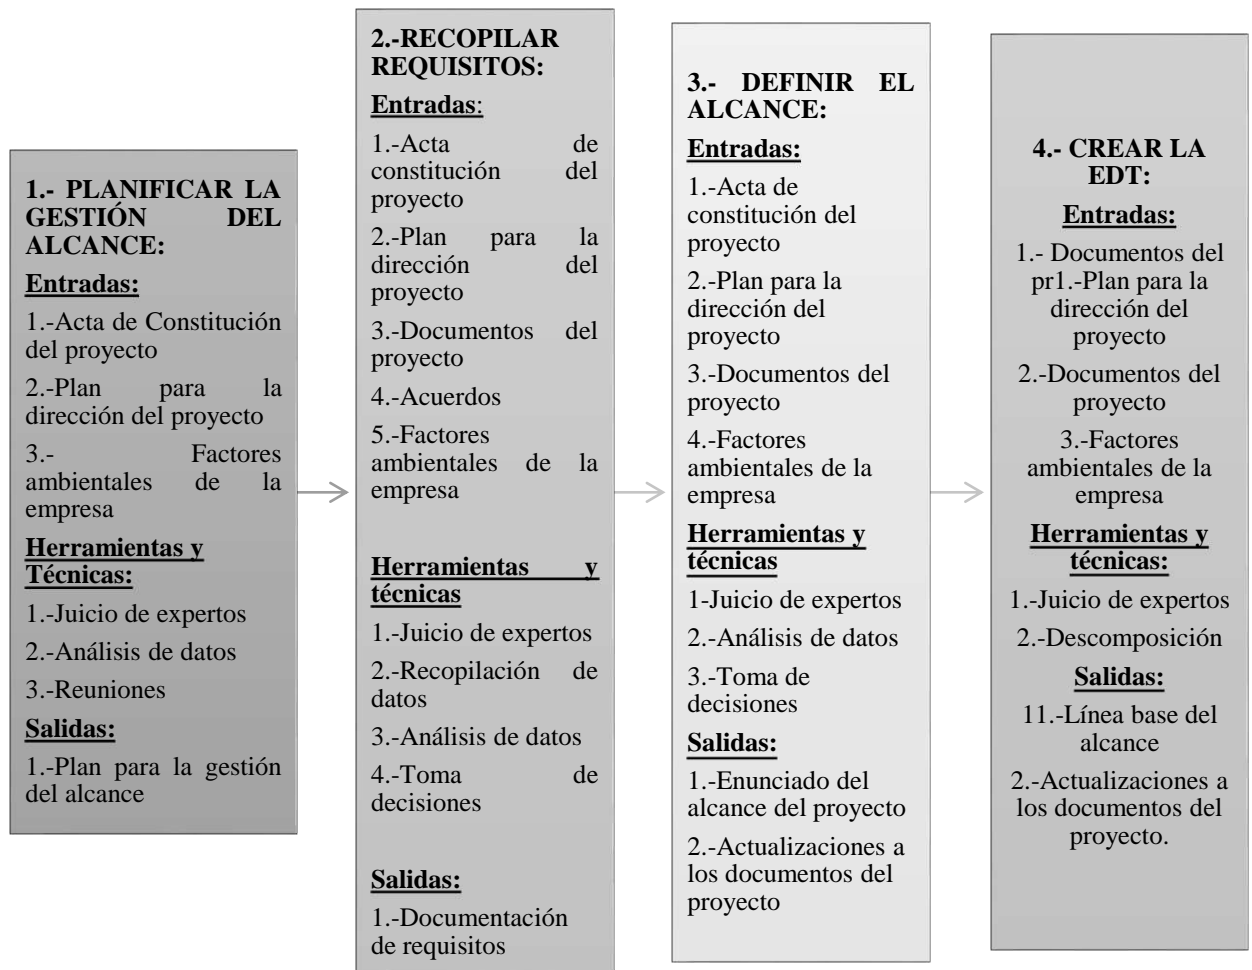 1.- PLANIFICAR LA
GESTIÓN DEL
ALCANCE:
Entradas:
1.-Acta de Constitución
del proyecto
2.-Plan para la
dirección del proyecto
3.- Factores
ambientales de la
empresa
Herramientas y
Técnicas:
1.-Juicio de expertos
2.-Análisis de datos
3.-Reuniones
Salidas:
1.-Plan para la gestión
del alcance
2.-RECOPILAR
REQUISITOS:
Entradas:
1.-Acta de
constitución del
proyecto
2.-Plan para la
dirección del
proyecto
3.-Documentos del
proyecto
4.-Acuerdos
5.-Factores
ambientales de la
empresa
Herramientas y
técnicas
1.-Juicio de expertos
2.-Recopilación de
datos
3.-Análisis de datos
4.-Toma de
decisiones
Salidas:
1.-Documentación
de requisitos
3.- DEFINIR EL
ALCANCE:
Entradas:
1.-Acta de
constitución del
proyecto
2.-Plan para la
dirección del
proyecto
3.-Documentos del
proyecto
4.-Factores
ambientales de la
empresa
Herramientas y
técnicas
1-Juicio de expertos
2.-Análisis de datos
3.-Toma de
decisiones
Salidas:
1.-Enunciado del
alcance del proyecto
2.-Actualizaciones a
los documentos del
proyecto
4.- CREAR LA
EDT:
Entradas:
1.- Documentos del
pr1.-Plan para la
dirección del
proyecto
2.-Documentos del
proyecto
3.-Factores
ambientales de la
empresa
Herramientas y
técnicas:
1.-Juicio de expertos
2.-Descomposición
Salidas:
11.-Línea base del
alcance
2.-Actualizaciones a
los documentos del
proyecto.